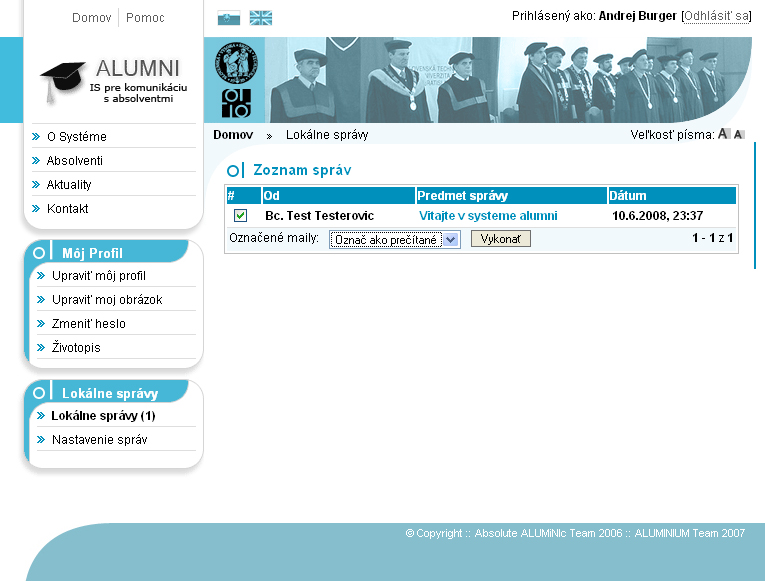 Domov Pomoc
Prihlásený ako: Andrej Burger [Odhlásiť sa]
ALUMNI
IS pre komunikáciu
s absolventmi
Domov » Lokálne správy
Veľkosť písma: A A
» O Systéme
» Absolventi
» Aktuality
» Kontakt
Môj Profil
» Upraviť môj profil
» Upraviť moj obrázok
» Zmeniť heslo
» Životopis
Lokálne správy
» Lokálne správy (1)
» Nastavenie správ
Zoznam správ
# Od Predmet správy Dátum
Bc. Test Testerovic Vitajte v systeme alumni 10.6.2008, 23:37
Označené maily: Označ ako prečítané Vykonať 1 - 1 z 1
© Copyright :: Absolute ALUMiNIc Team 2006 :: ALUMINIUM Team 2007